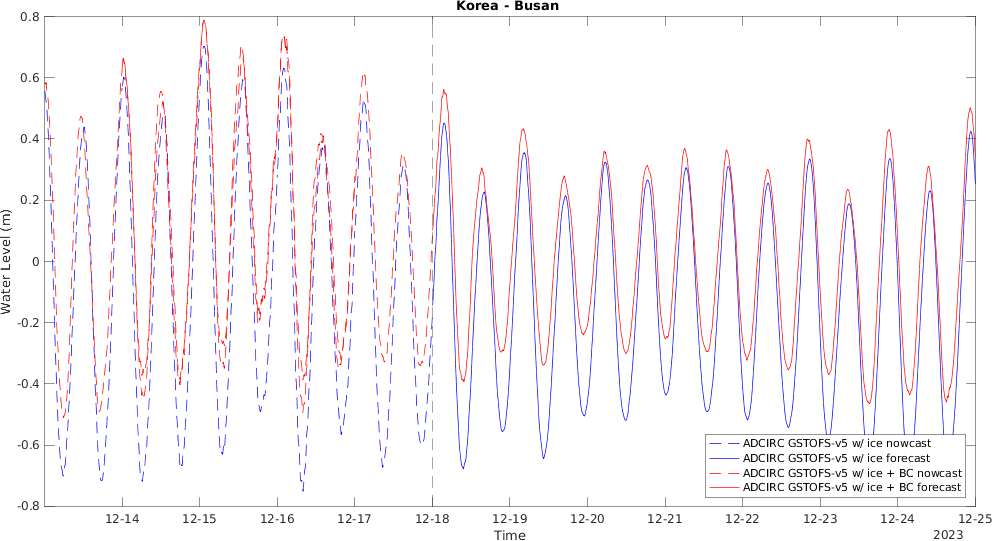 Korea - Busan
Water Level (m)
0.8
0.6
0.4
0.2
0
-0.2
-0.4
-0.6
-0.8
ADCIRC GSTOFS-v5 w/ ice nowcast
ADCIRC GSTOFS-v5 w/ ice forecast
ADCIRC GSTOFS-v5 w/ ice + BC nowcast
ADCIRC GSTOFS-v5 w/ ice + BC forecast
12-14 12-15 12-16 12-17 12-18 12-19 12-20 12-21 12-22 12-23 12-24 12-25
Time
2023